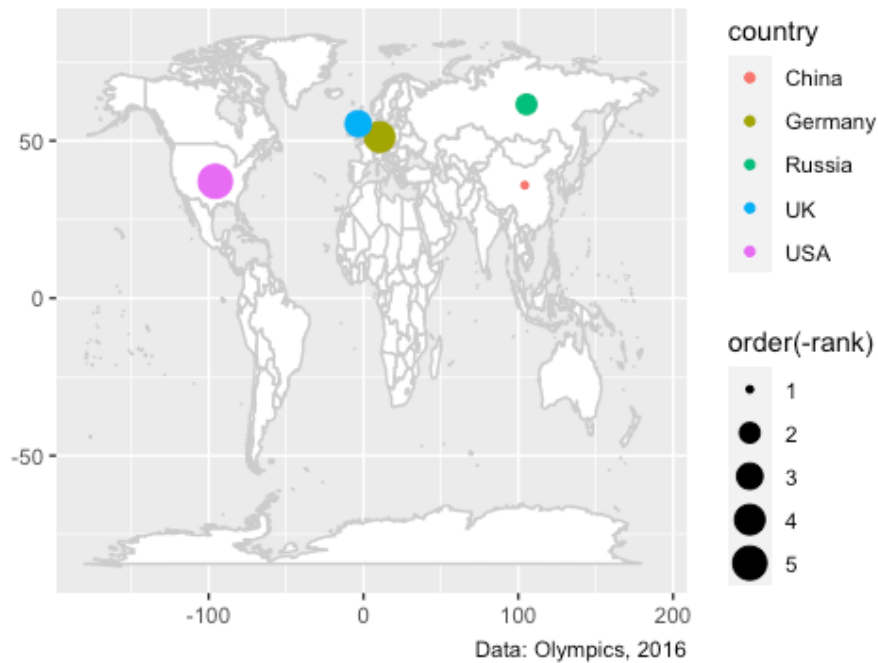 50
0
-50
-100
0
100
200
Data: Olympics, 2016
country
China
Germany
Russia
UK
USA
order(-rank)
1
2
3
4
5